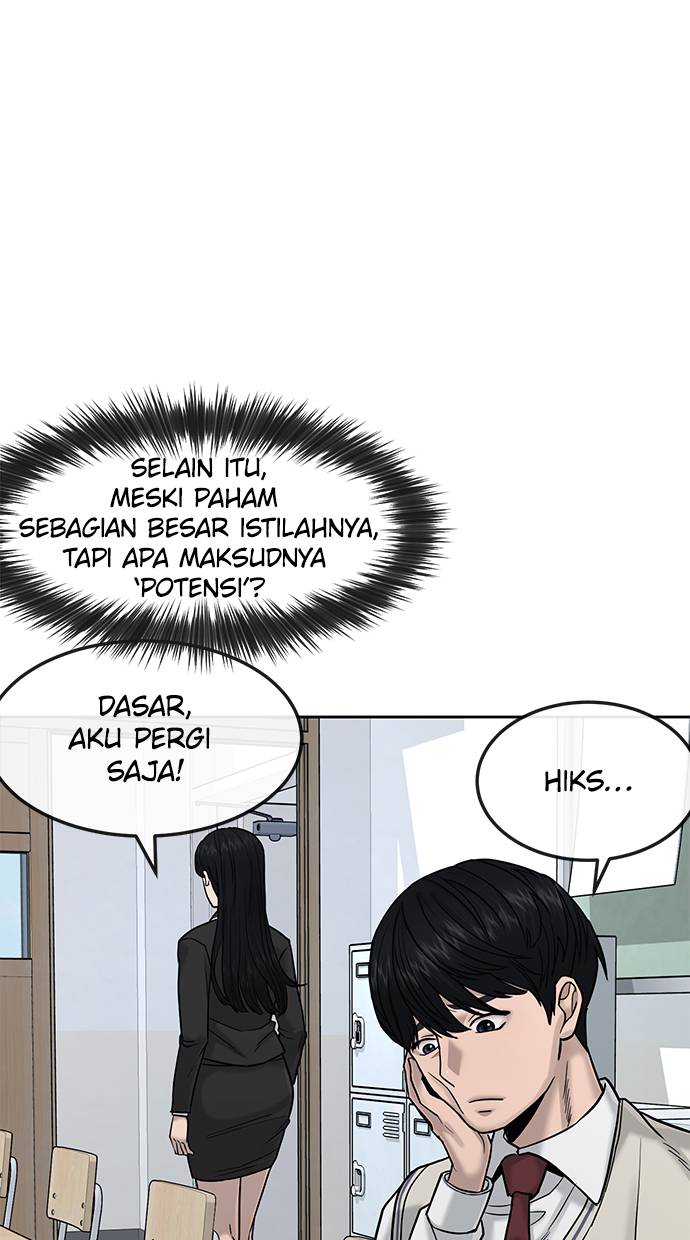 SELAIN ITU,
MESKI PAHAM
SEBAGIAN BESAR ISTILAHNYA,
TAPI APA MAKSUDNYA
‘POTENSI’?
DASAR,
AKU PERGI
SAJA!
HIKS...